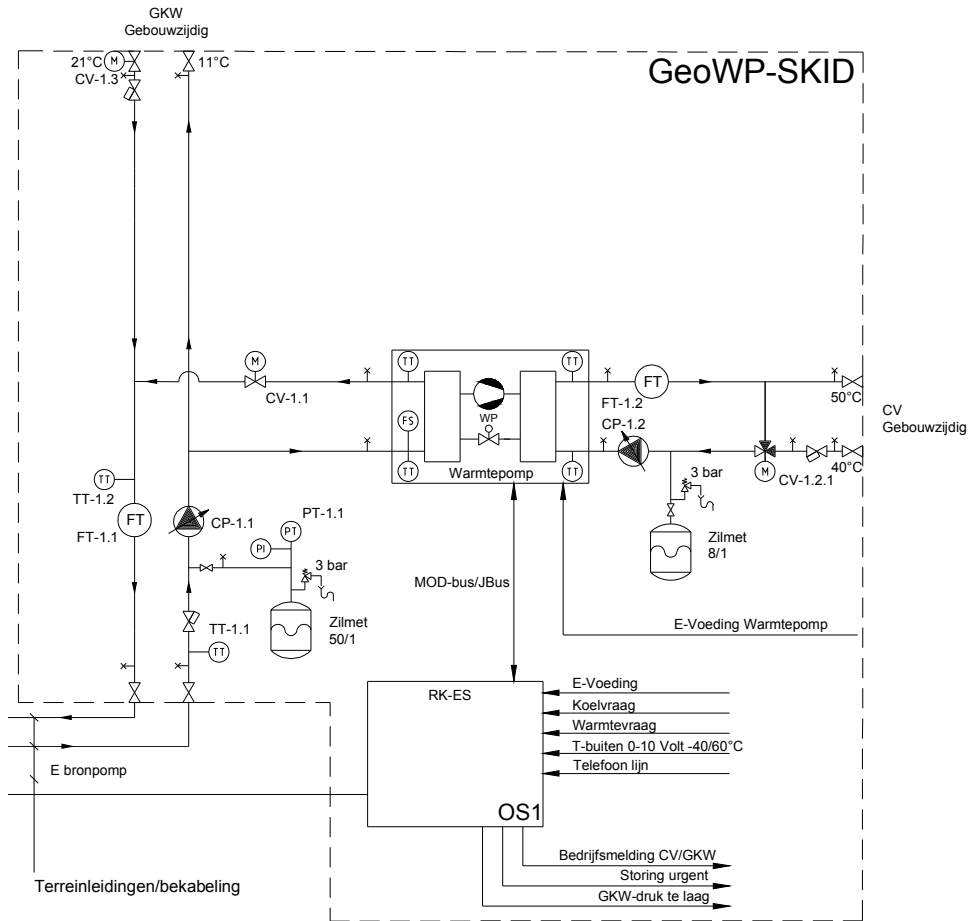 GKW
Gebouwzijdig
GeoWP-SKID
21°C
M
11°C
CV-1.3
M
CV-1.1
TT
TT
FS
TT
TT
WP
Warmtepomp
FT
FT-1.2
CP-1.2
50°C
CV
Gebouwzijdig
40°C
M
CV-1.2.1
3 bar
Zilmet
8/1
TT
TT-1.2
FT
FT-1.1
CP-1.1
PT-1.1
PT
PI
3 bar
Zilmet
50/1
TT-1.1
TT
MOD-bus/JBus
E-Voeding Warmtepomp
RK-ES
OS1
E-Voeding
Koelvraag
Warmtevraag
T-buiten 0-10 Volt -40/60°C
Telefoon lijn
E bronpomp
Bedrijfsmelding CV/GKW
Storing urgent
GKW-druk te laag
Terreinleidingen/bekabeling